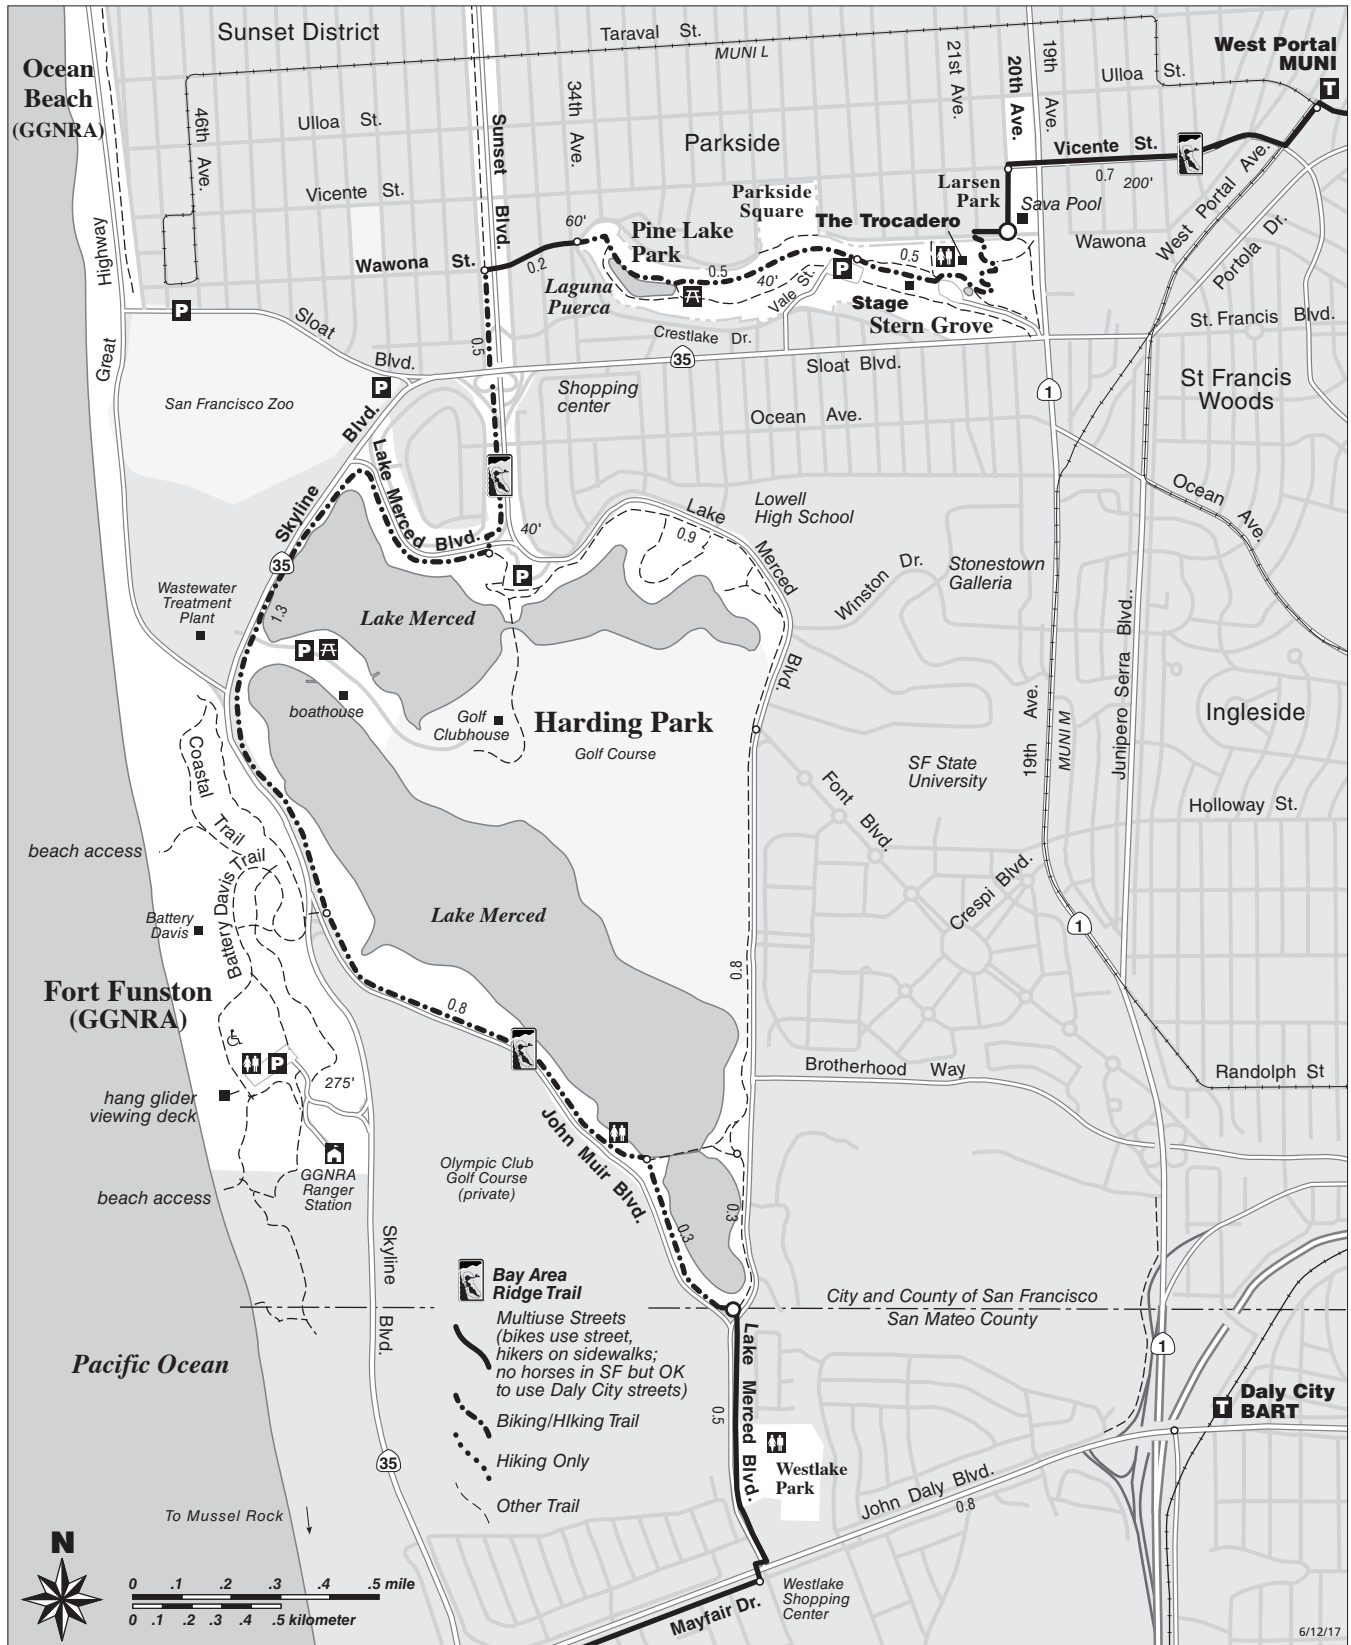 Sunset District
Taraval St.
MUNI L
West Portal
MUNI
T
Ocean
Beach
(GGNRA)
46th Ave.
Ulloa St.
34th Ave.
Sunset Blvd.
Parkside
21st Ave.
20th Ave.
19th Ave.
Ulloa St.
Vicente St.
0.7
200'
West Portal Ave.
Portola Dr.
Vicente St.
Larsen
Park
Sava Pool
Parkside
Square
The Trocadero
Wawona
60'
Pine Lake
Park
Wawona St.
0.2
Laguna
Puerca
0.5
40'
Vale St.
P
0.5
Stage
Stern Grove
Great Highway
P
Sloat Blvd.
0.5
Crestlake Dr.
35
Sloat Blvd.
St. Francis Blvd.
San Francisco Zoo
P
Shopping
center
1
St Francis
Woods
Ocean Ave.
Skyline Blvd.
Lake Merced Blvd.
40'
Lake Merced Blvd.
0.9
Lowell
High School
Ocean Ave.
35
P
Winston Dr.
Stonestown
Galleria
Wastewater
Treatment
Plant
1.3
Lake Merced
P
boathouse
Golf
Clubhouse
Harding Park
Golf Course
19th Ave.
MUNI M
Junipero Serra Blvd..
Ingleside
SF State
University
Font Blvd.
Holloway St.
Coastal Trail
beach access
Battery Davis Trail
Battery
Davis
Lake Merced
Crespi Blvd.
1
0.8
Fort Funston
(GGNRA)
0.8
P
275'
hang glider
viewing deck
Brotherhood Way
Randolph St
John Muir Blvd.
GGNRA
Ranger
Station
beach access
Olympic Club
Golf Course
(private)
0.3
0.3
Skyline Blvd.
Bay Area
Ridge Trail
Multiuse Streets
(bikes use street,
hikers on sidewalks;
no horses in SF but OK
to use Daly City streets)
Biking/HIking Trail
Hiking Only
Other Trail
City and County of San Francisco
San Mateo County
1
Pacific Ocean
Lake Merced Blvd.
0.5
T
Daly City
BART
35
Westlake
Park
John Daly Blvd.
0.8
To Mussel Rock
N
0 .1 .2 .3 .4 .5 mile
0 .1 .2 .3 .4 .5 kilometer
Mayfair Dr.
Westlake
Shopping
Center
6/12/17